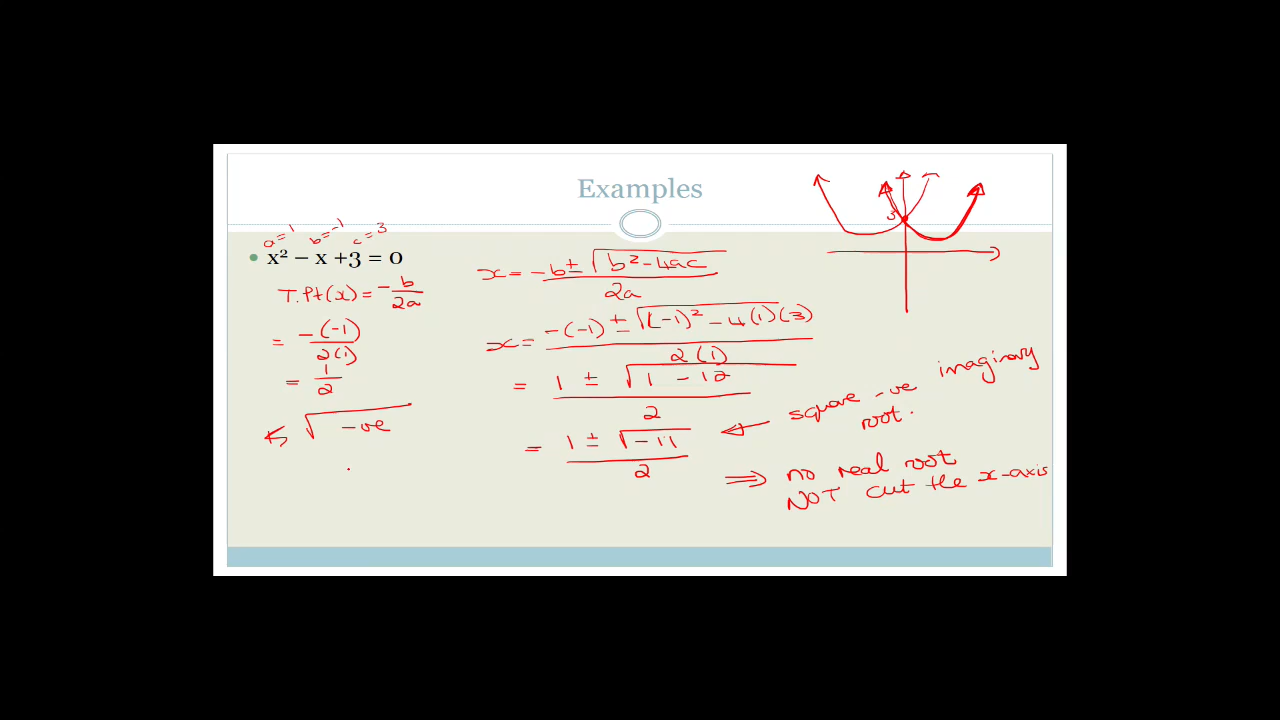 Examples
a=1 b=-1 c=3
x² – x +3 = 0
T.Pt(x) = -b/2a
= -(-1)/2(1)
= 1/2
√-ve
x = -b ± √b²-4ac / 2a
x = -(-1) ± √(-1)² - 4(1)(3) / 2(1)
= 1 ± √1 - 12 / 2
= 1 ± √-11 / 2
3
square -ve imaginary
root.
⇒ no real root
NOT cut the x-axis